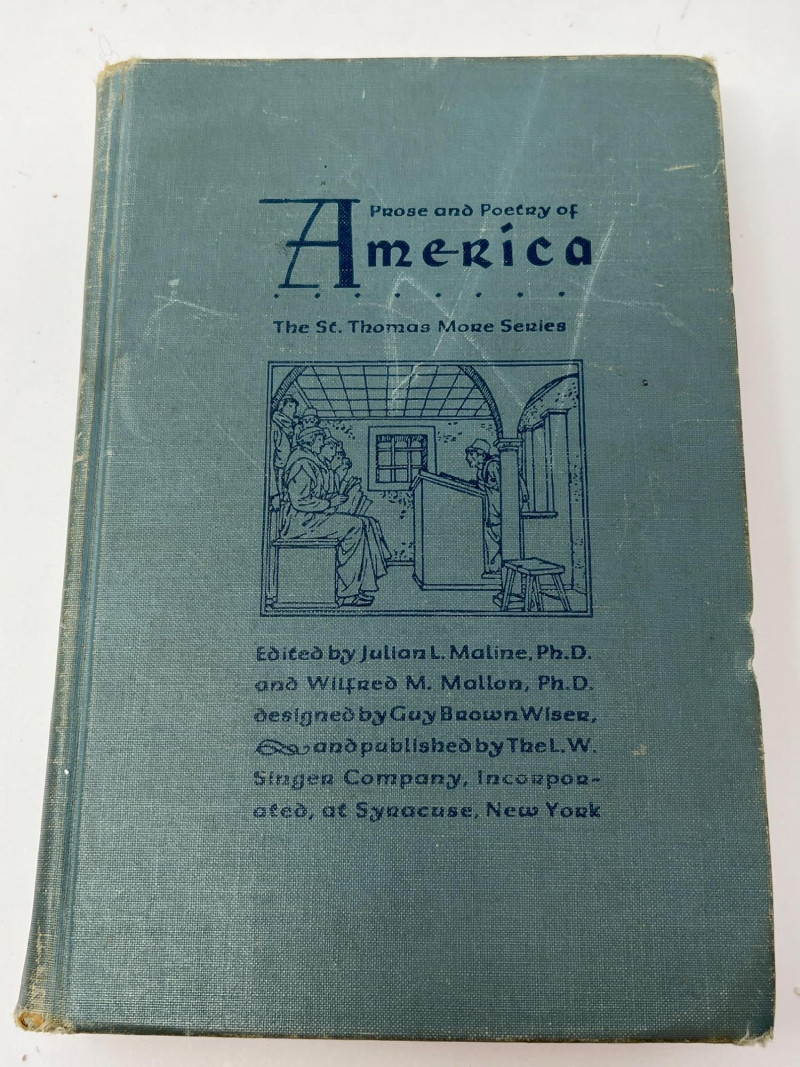 Prose and Poetry of
America
The St. Thomas More Series
Edited by Julian L. Maline, Ph.D.
and Wilfred M. Mallon, Ph.D.
designed by Guy Brown Wiser,
and published by The L.W.
Singer Company, Incorpor-
ated, at Syracuse, New York